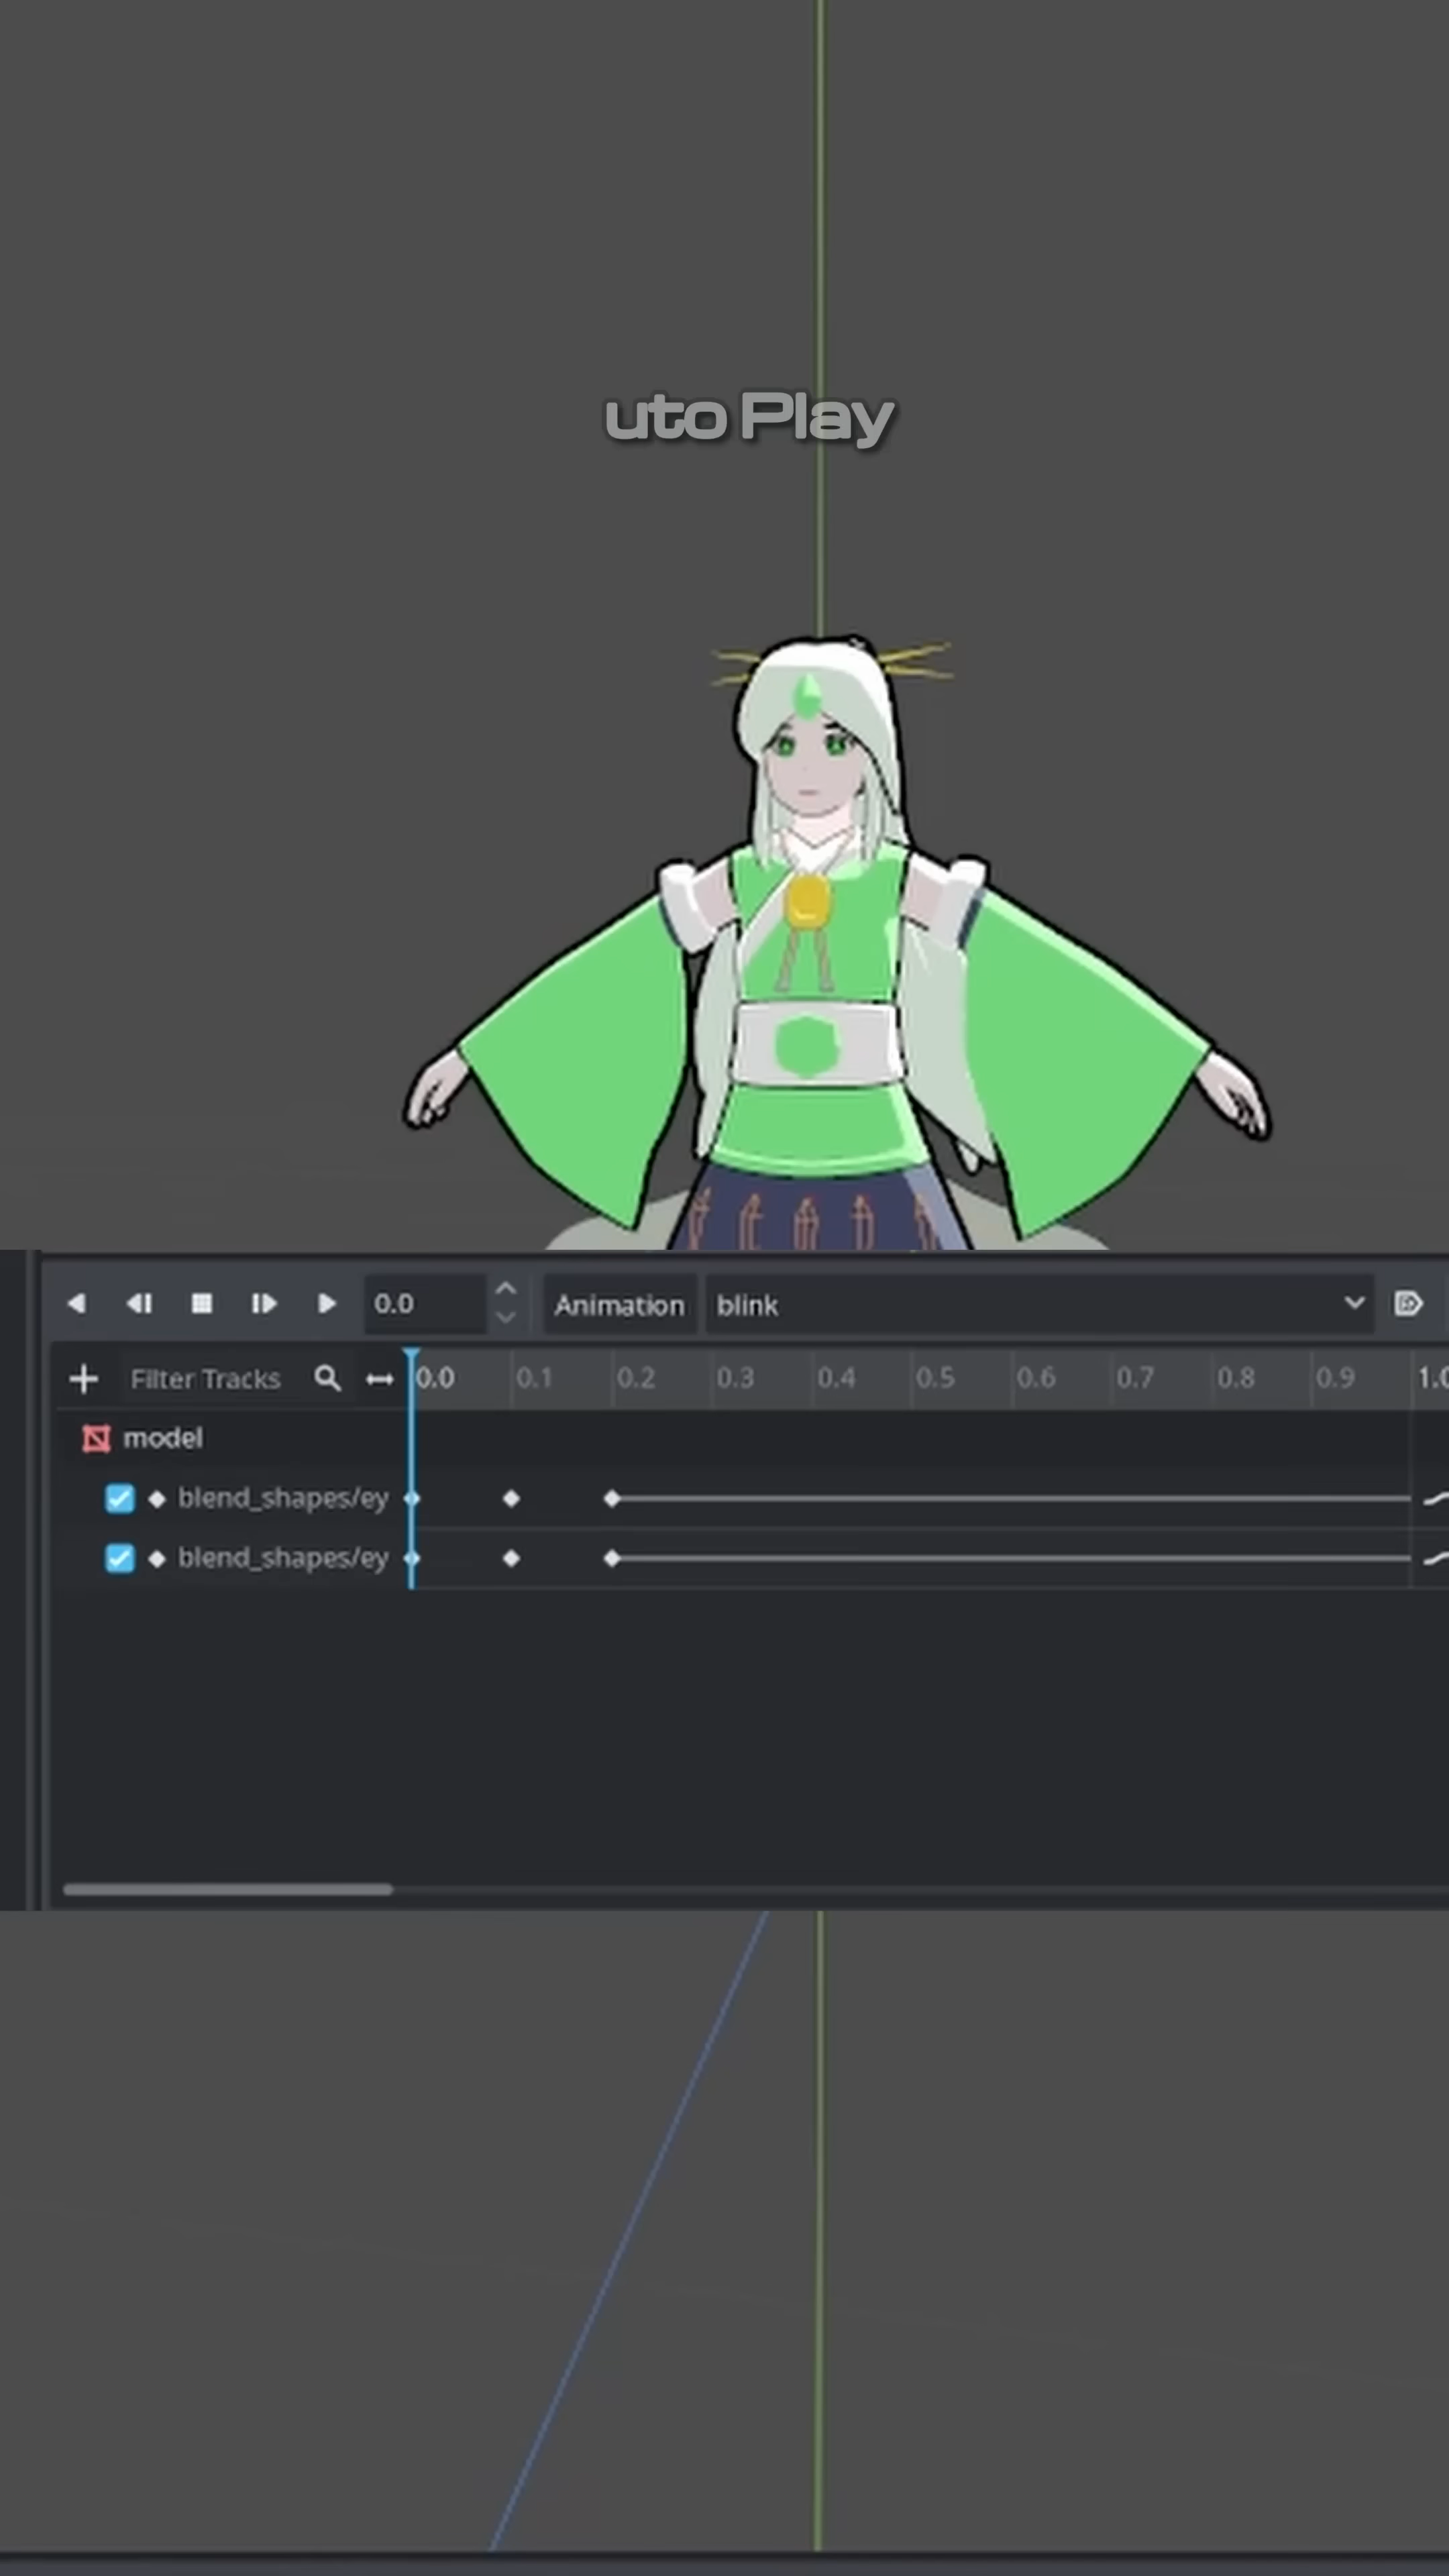 uto Play
0.0 Animation blink
Filter Tracks 0.0 0.1 0.2 0.3 0.4 0.5 0.6 0.7 0.8 0.9 1.0
model
blend_shapes/ey
blend_shapes/ey